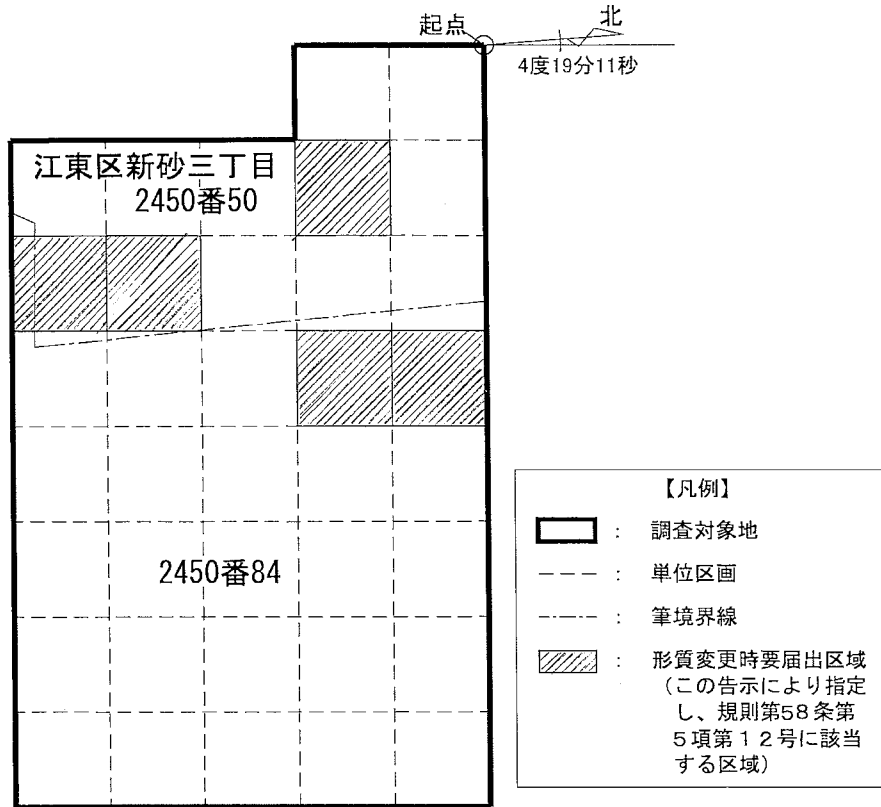 起点
北
4度19分11秒
江東区新砂三丁目
2450番50
2450番84
【凡例】
： 調査対象地
： 単位区画
： 筆境界線
： 形質変更時要届出区域
（この告示により指定
し、規則第58条第
5項第１２号に該当
する区域）